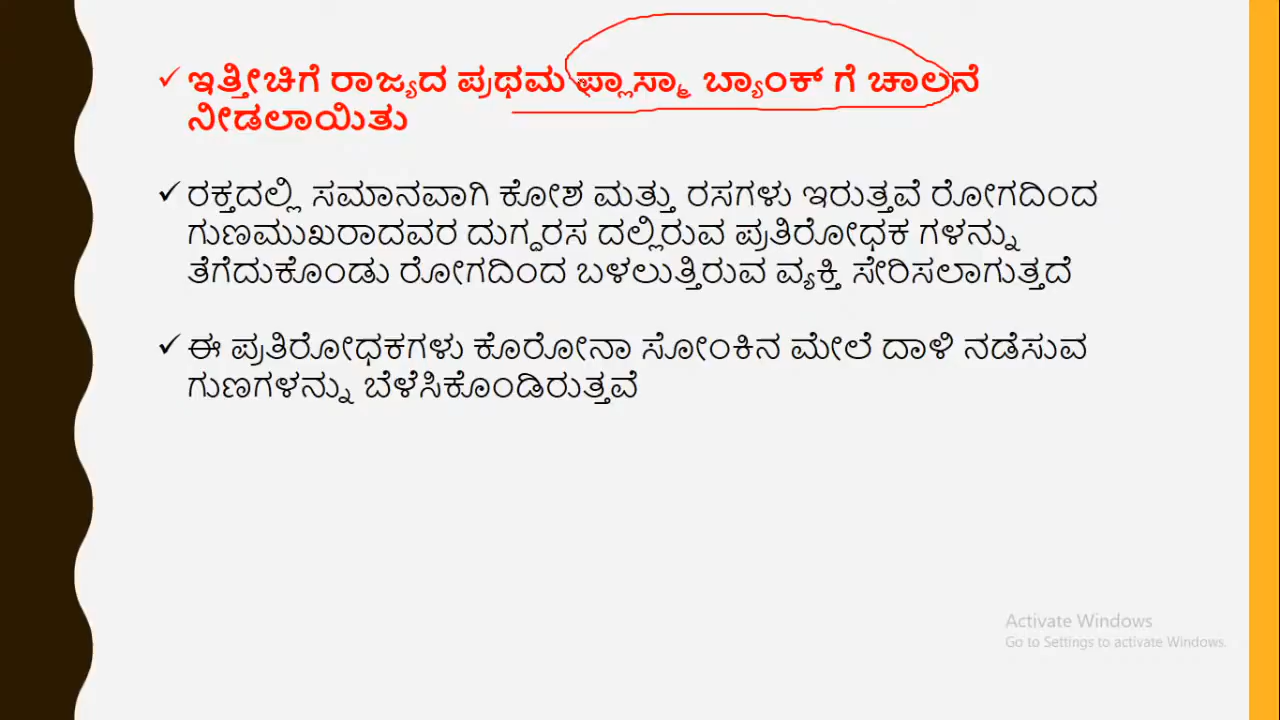 ಇತ್ತೀಚಿಗೆ ರಾಜ್ಯದ ಪ್ರಥಮ ಪ್ಲಾಸ್ಮಾ ಬ್ಯಾಂಕ್ ಗೆ ಚಾಲನೆ
ನೀಡಲಾಯಿತು
ರಕ್ತದಲ್ಲಿ ಸಮಾನವಾಗಿ ಕೋಶ ಮತ್ತು ರಸಗಳು ಇರುತ್ತವೆ ರೋಗದಿಂದ
ಗುಣಮುಖರಾದವರ ದುಗ್ದರಸ ದಲ್ಲಿರುವ ಪ್ರತಿರೋಧಕ ಗಳನ್ನು
ತೆಗೆದುಕೊಂಡು ರೋಗದಿಂದ ಬಳಲುತ್ತಿರುವ ವ್ಯಕ್ತಿ ಸೇರಿಸಲಾಗುತ್ತದೆ
ಈ ಪ್ರತಿರೋಧಕಗಳು ಕೊರೋನಾ ಸೋಂಕಿನ ಮೇಲೆ ದಾಳಿ ನಡೆಸುವ
ಗುಣಗಳನ್ನು ಬೆಳೆಸಿಕೊಂಡಿರುತ್ತವೆ
Activate Windows
Go to Settings to activate Windows.